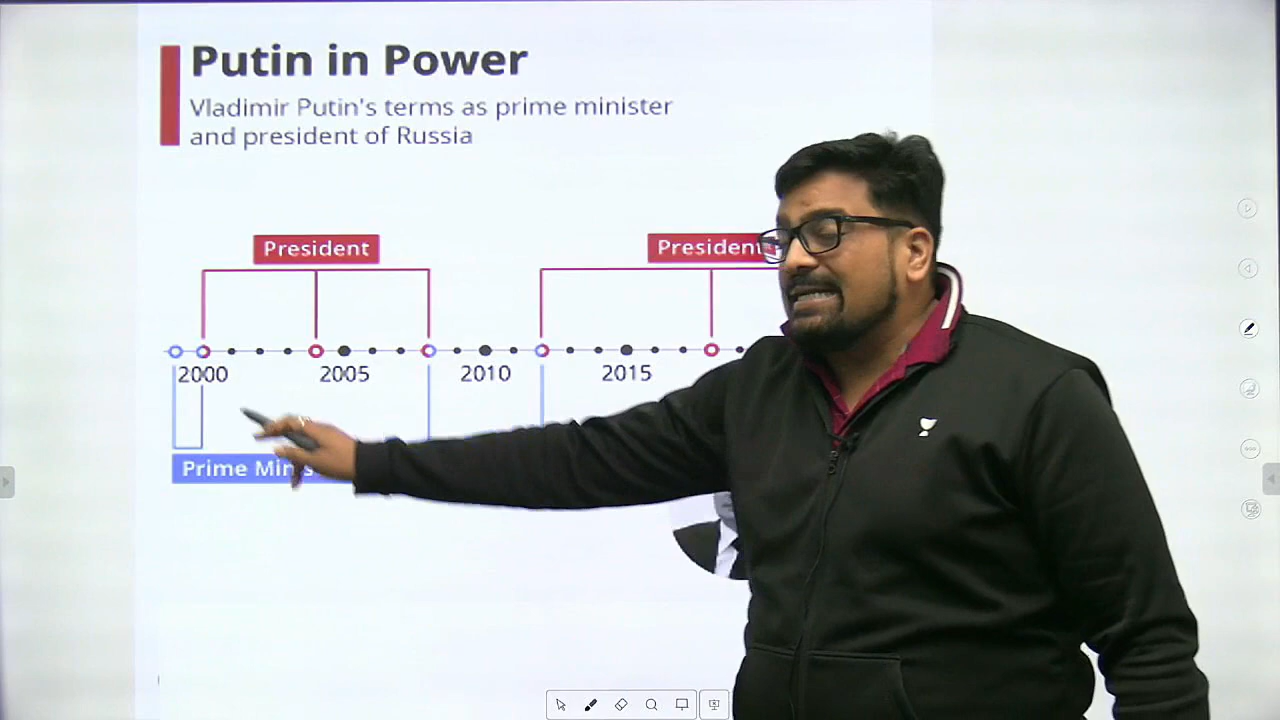 Putin in Power
Vladimir Putin's terms as prime minister
and president of Russia
President
President
2000
2005
2010
2015
Prime